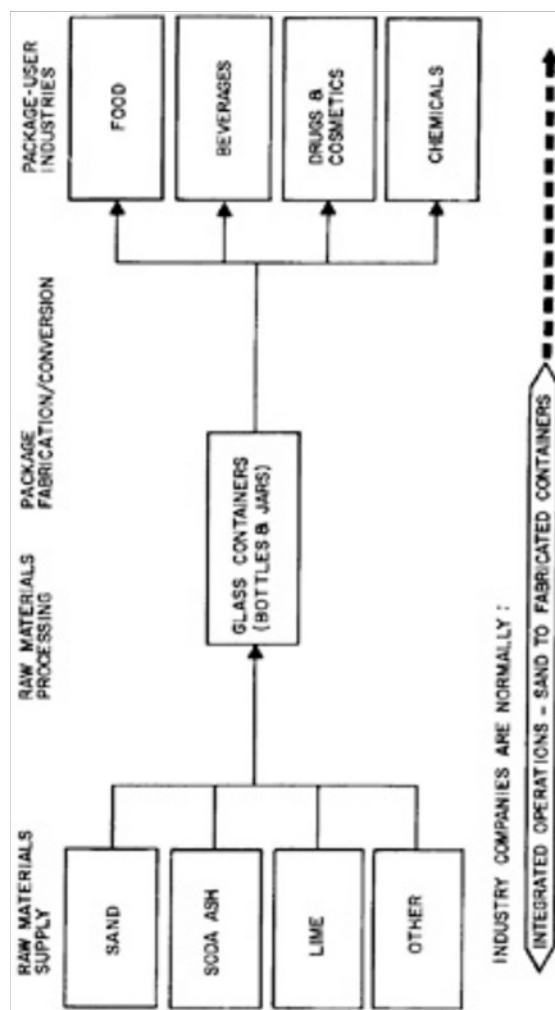 RAW MATERIALS
SUPPLY
RAW MATERIALS
PROCESSING
PACKAGE
FABRICATION/CONVERSION
PACKAGE-USER
INDUSTRIES
SAND
SODA ASH
LIME
OTHER
GLASS CONTAINERS
(BOTTLES & JARS)
FOOD
BEVERAGES
DRUGS &
COSMETICS
CHEMICALS
INDUSTRY COMPANIES ARE NORMALLY :
INTEGRATED OPERATIONS - SAND TO FABRICATED CONTAINERS